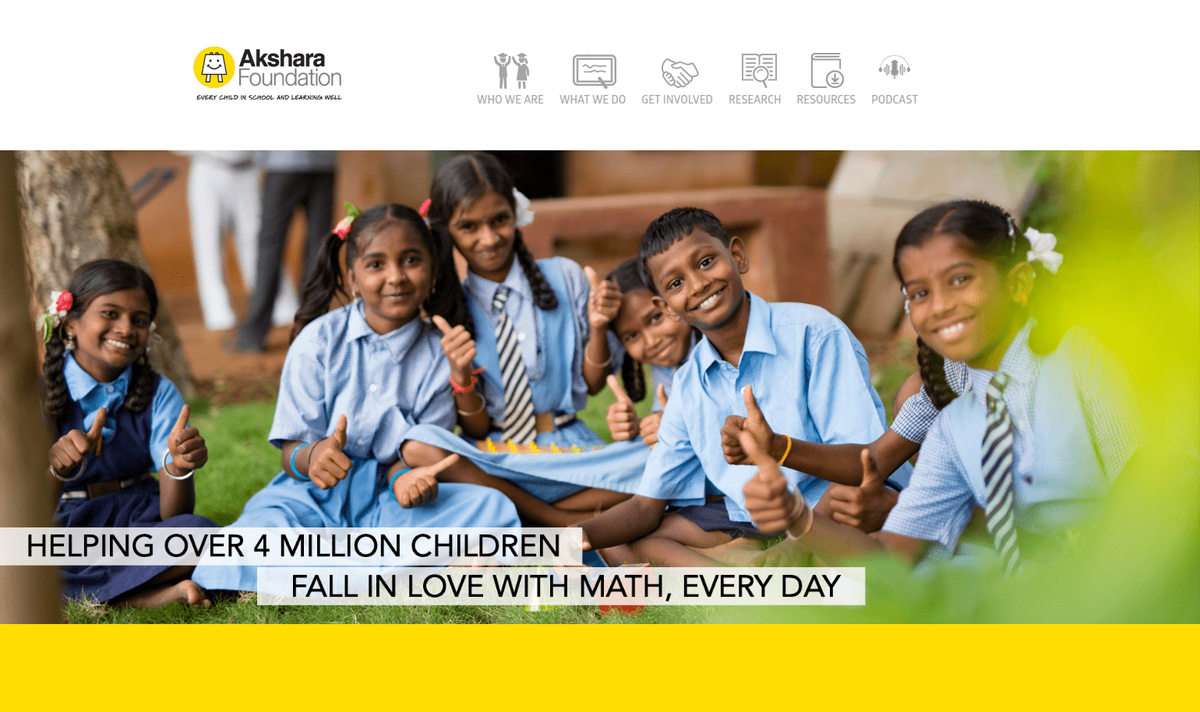 Akshara
Foundation
EVERY CHILD IN SCHOOL AND LEARNING WELL
WHO WE ARE
WHAT WE DO
GET INVOLVED
RESEARCH
RESOURCES
PODCAST
HELPING OVER 4 MILLION CHILDREN
FALL IN LOVE WITH MATH, EVERY DAY